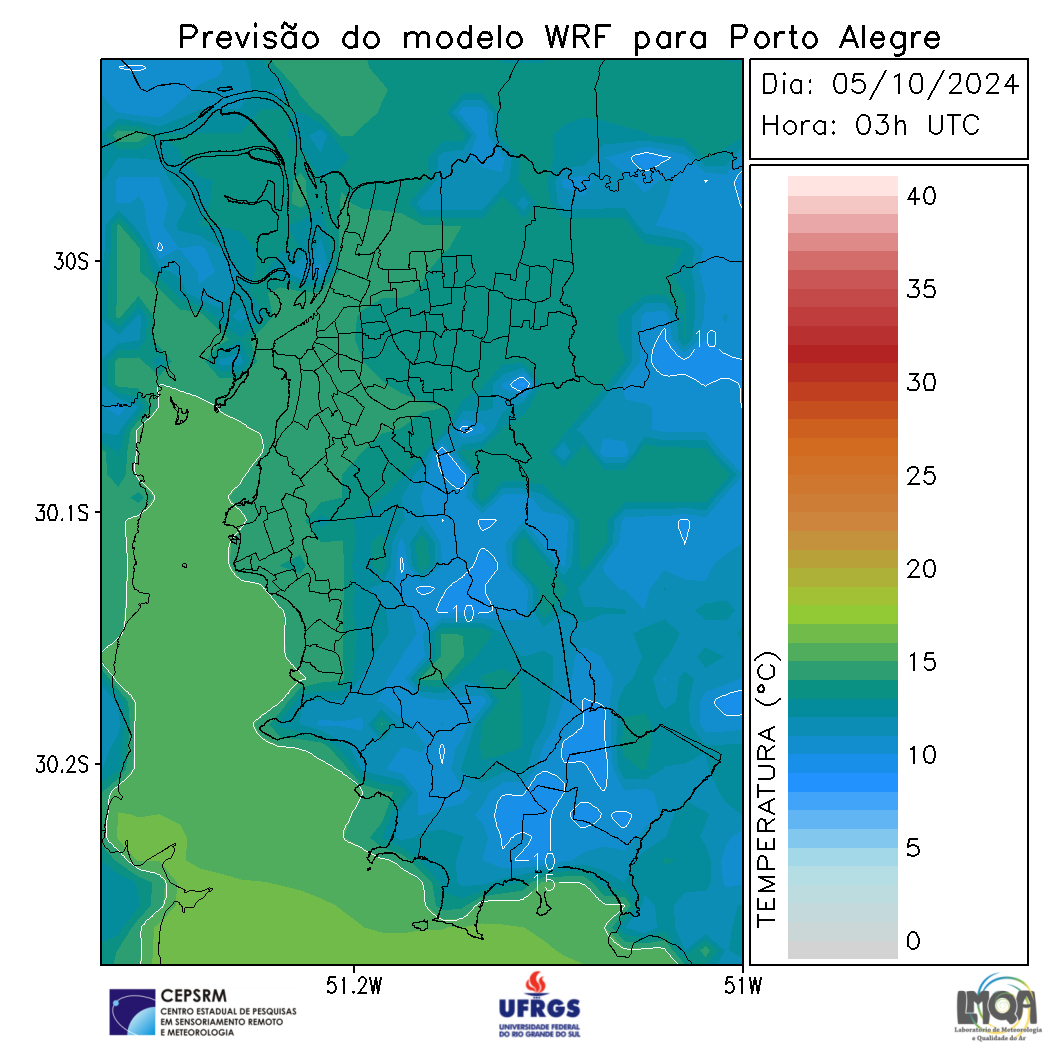 Previsão do modelo WRF para Porto Alegre
Dia: 05/10/2024
Hora: 03h UTC
40
35
30
25
20
15
10
5
0
TEMPERATURA (°C)
30S
30.1S
30.2S
51.2W
51W
10
10
10
15
CEPSRM
CENTRO ESTADUAL DE PESQUISAS
EM SENSORIAMENTO REMOTO
E METEOROLOGIA
UFRGS
UNIVERSIDADE FEDERAL
DO RIO GRANDE DO SUL
LMQA
Laboratório de Meteorologia
e Qualidade do Ar